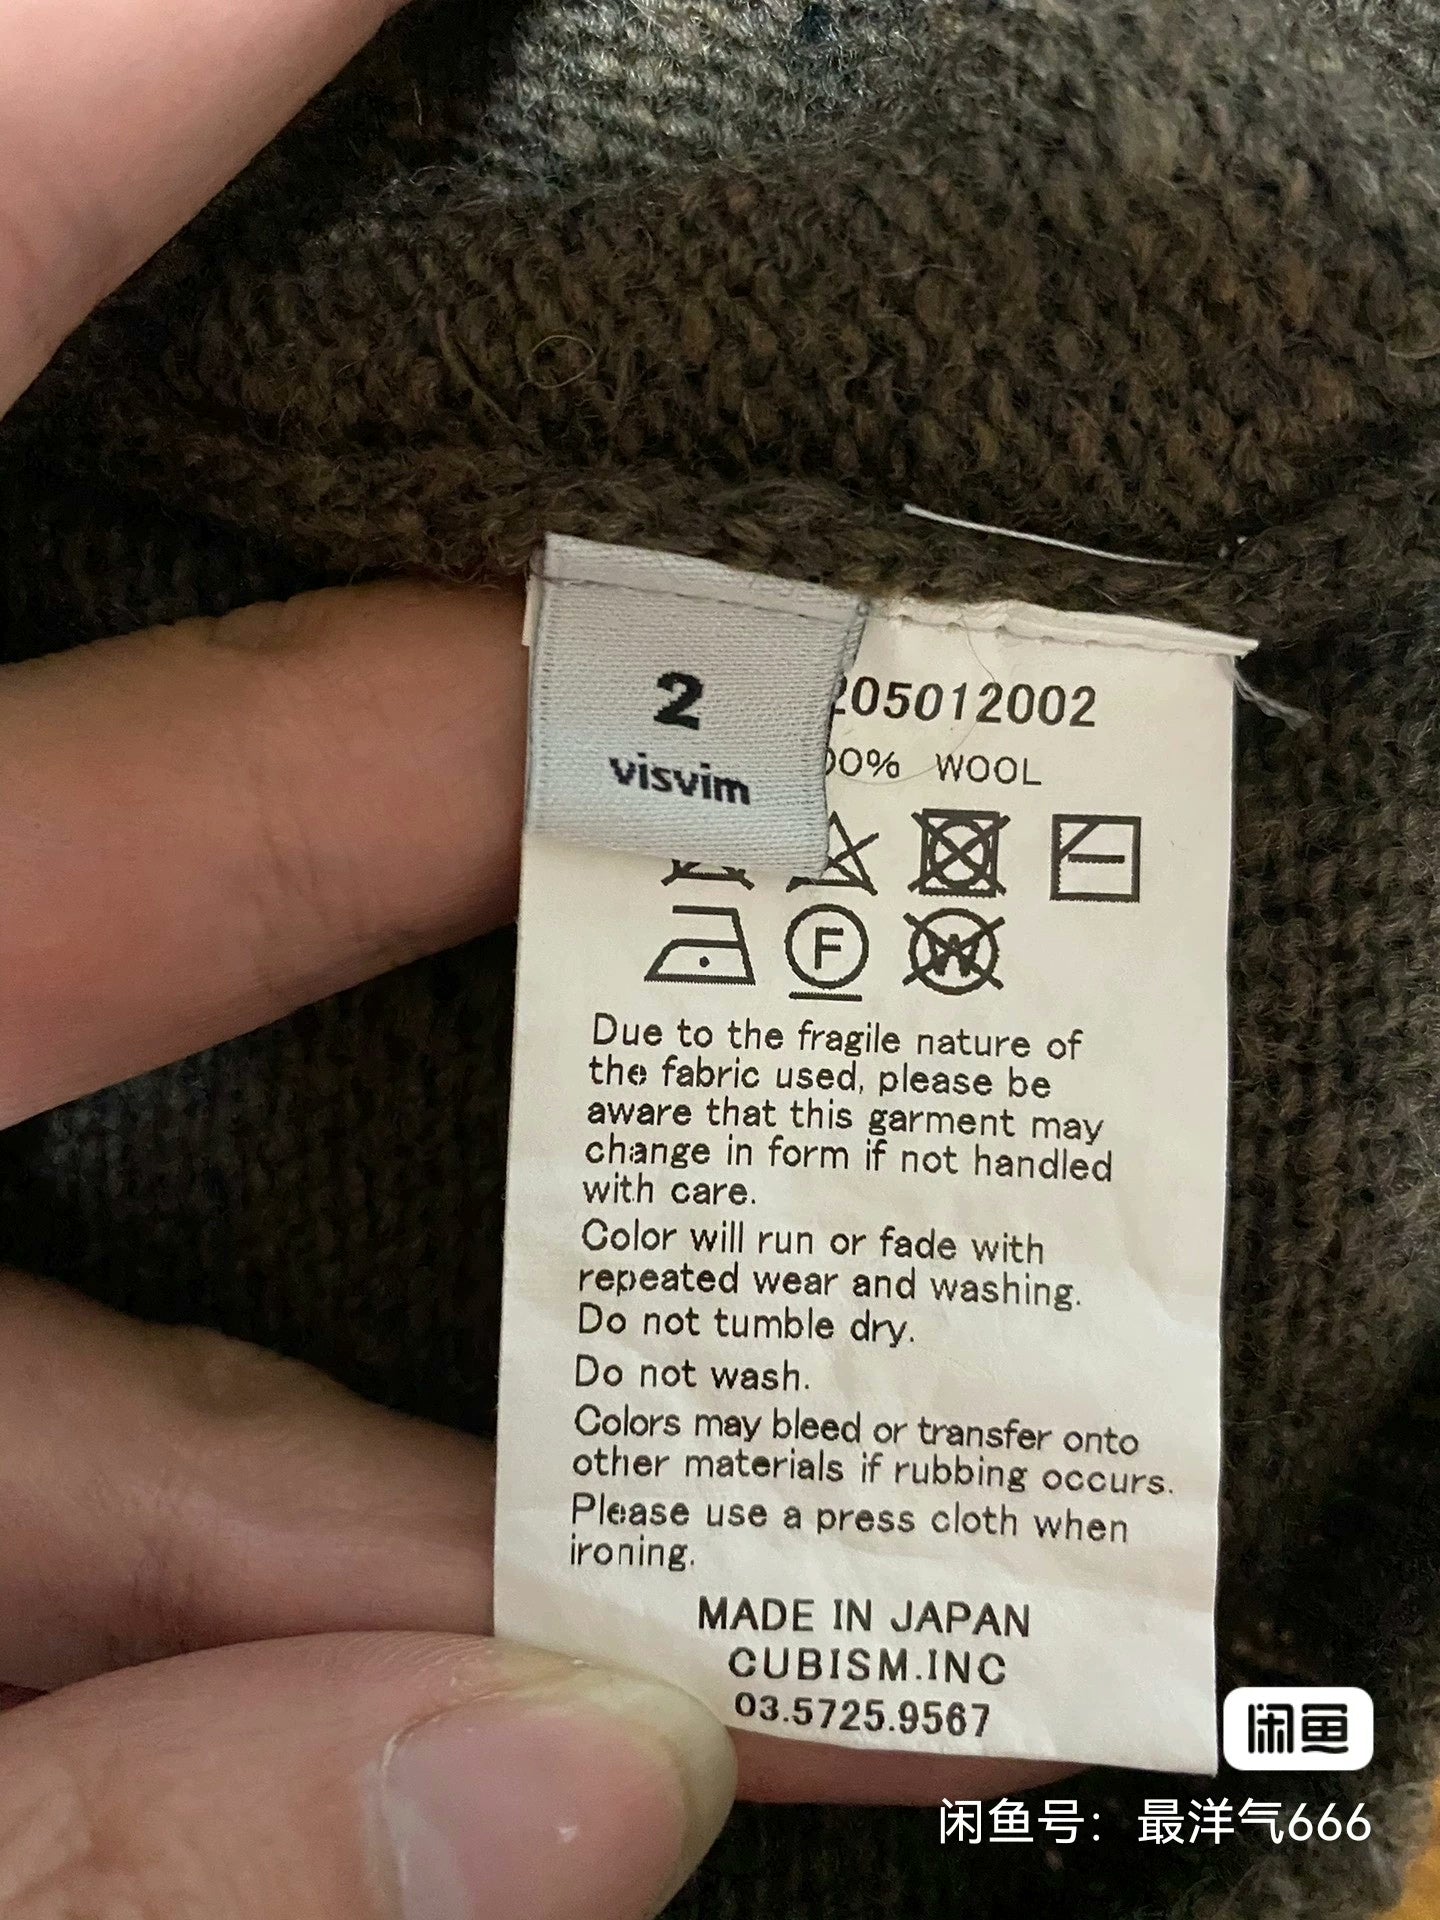 2
visvim
205012002
00% WOOL
F
W
Due to the fragile nature of
the fabric used, please be
aware that this garment may
change in form if not handled
with care.
Color will run or fade with
repeated wear and washing.
Do not tumble dry.
Do not wash.
Colors may bleed or transfer onto
other materials if rubbing occurs.
Please use a press cloth when
ironing.
MADE IN JAPAN
CUBISM.INC
03.5725.9567
闲鱼
闲鱼号：最洋气666